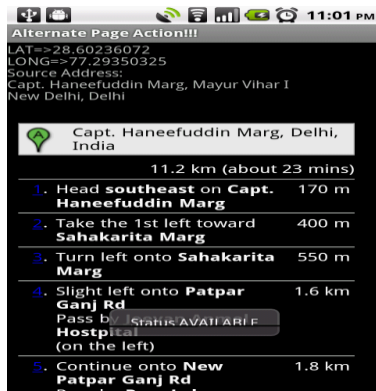 11:01 PM
Alternate Page Action!!!
LAT=>28.60236072
LONG=>77.29350325
Source Address:
Capt. Haneefuddin Marg, Mayur Vihar I
New Delhi, Delhi
A Capt. Haneefuddin Marg, Delhi,
India
11.2 km (about 23 mins)
1. Head southeast on Capt. 170 m
Haneefuddin Marg
2. Take the 1st left toward 400 m
Sahakarita Marg
3. Turn left onto Sahakarita 550 m
Marg
4. Slight left onto Patpar 1.6 km
Ganj Rd
Pass by
Status AVAILABLE
Hostpital
(on the left)
5. Continue onto New 1.8 km
Patpar Ganj Rd